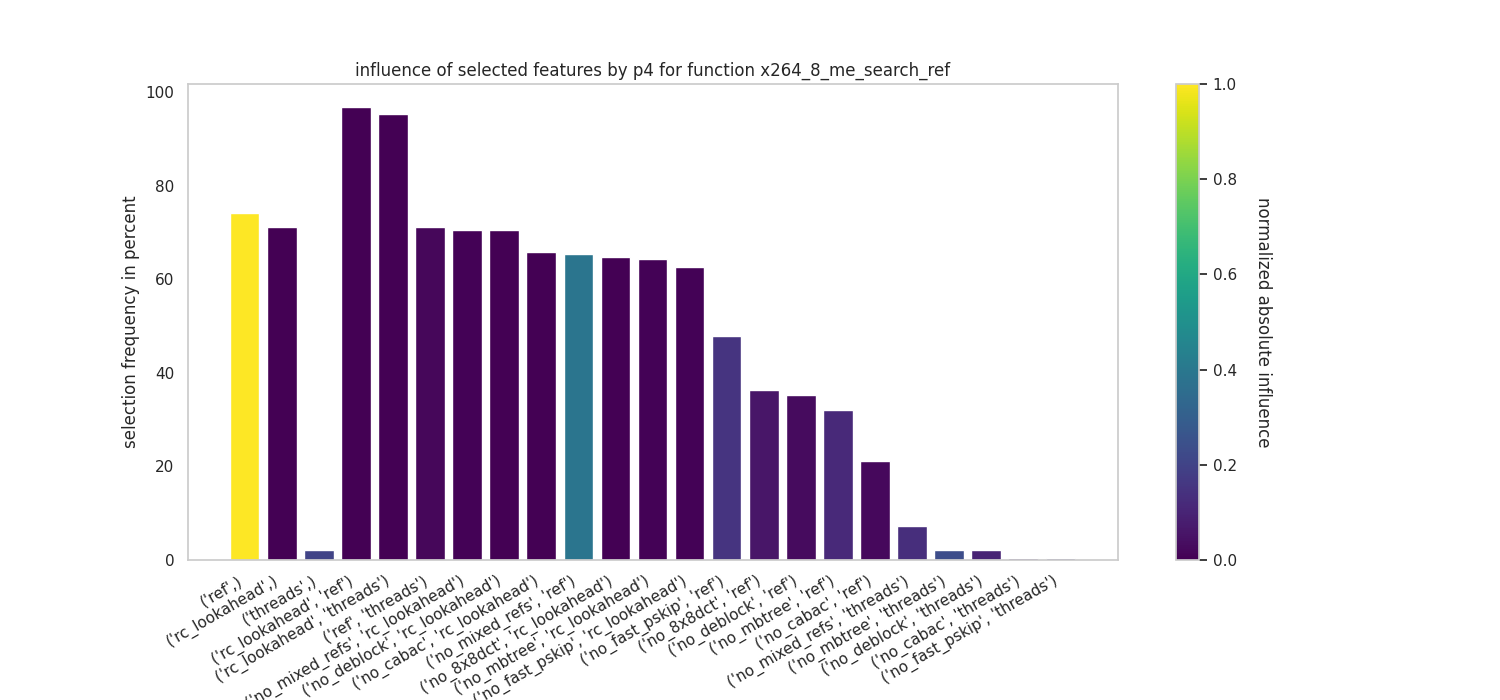 influence of selected features by p4 for function x264_8_me_search_ref
selection frequency in percent
100
80
60
40
20
0
('ref',)
('rc_lookahead',)
('threads',)
('rc_lookahead', 'ref')
('rc_lookahead', 'threads')
('ref', 'threads')
('no_mixed_refs', 'rc_lookahead')
('no_deblock', 'rc_lookahead')
('no_cabac', 'rc_lookahead')
('no_mixed_refs', 'ref')
('no_8x8dct', 'rc_lookahead')
('no_mbtree', 'rc_lookahead')
('no_fast_pskip', 'rc_lookahead')
('no_fast_pskip', 'ref')
('no_8x8dct', 'ref')
('no_deblock', 'ref')
('no_mbtree', 'ref')
('no_cabac', 'ref')
('no_mixed_refs', 'threads')
('no_mbtree', 'threads')
('no_deblock', 'threads')
('no_cabac', 'threads')
('no_fast_pskip', 'threads')
1.0
0.8
0.6
0.4
0.2
0.0
normalized absolute influence